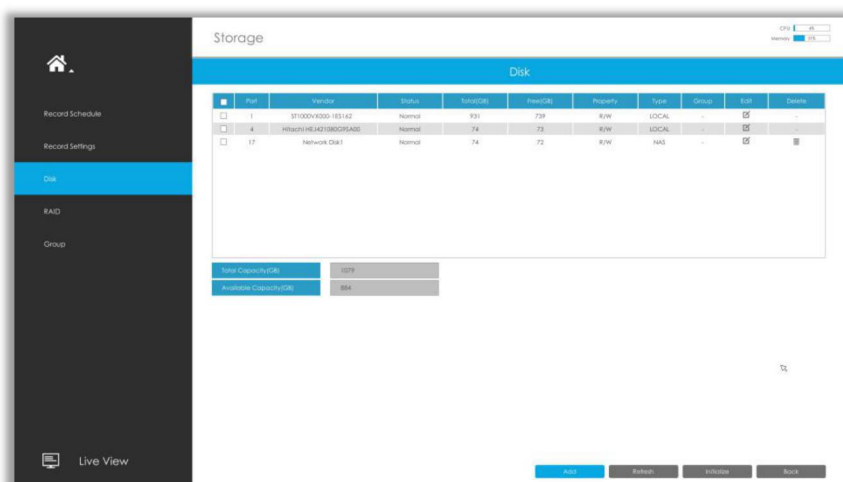 Storage
CPU
Memory
Disk
Record Schedule
Record Settings
Disk
RAID
Group
Live View
Port Vendor Status Total(GB) Free(GB) Property Type Group Edit Delete
1 ST1000VX000-1ES162 Normal 931 739 R/W LOCAL - -
4 Normal 74 73 R/W LOCAL - -
17 Network Disk1 Normal 74 72 R/W NAS -
Total Capacity(GB) 1079
Available Capacity(GB) 884
Add Refresh Initialize Back